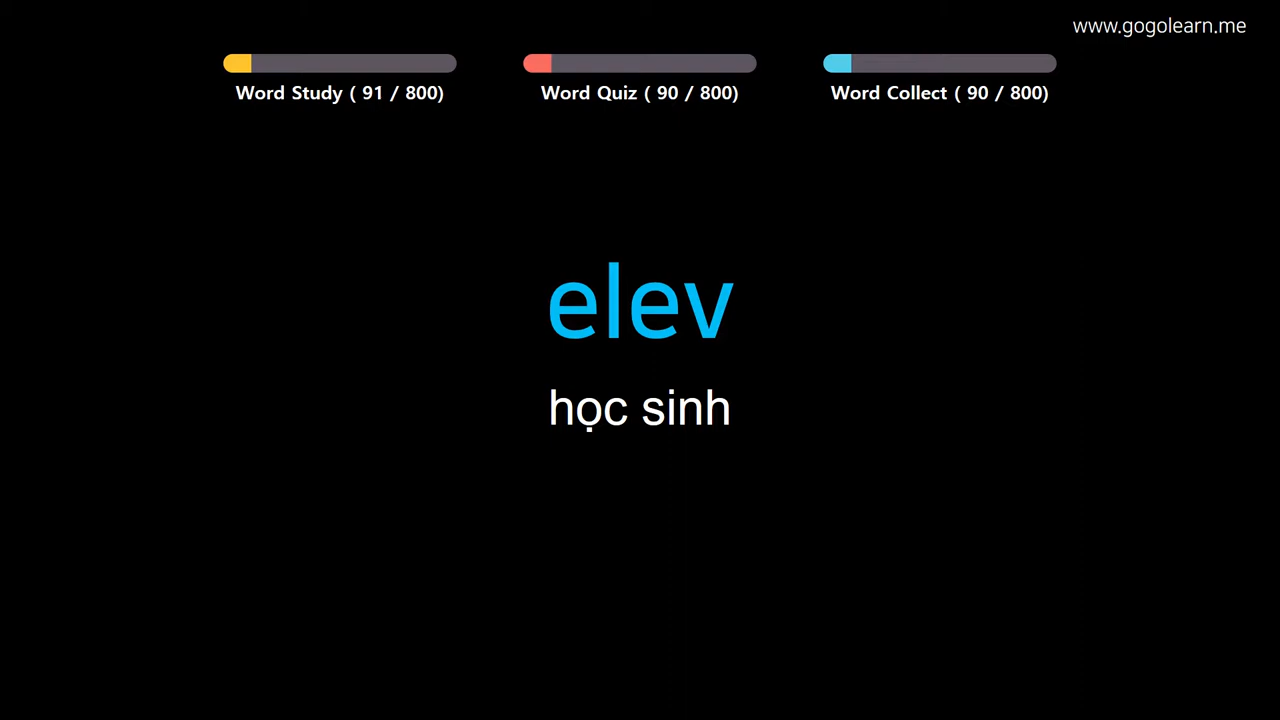 www.gogolearn.me
Word Study ( 91 / 800)
Word Quiz ( 90 / 800)
Word Collect ( 90 / 800)
elev
học sinh